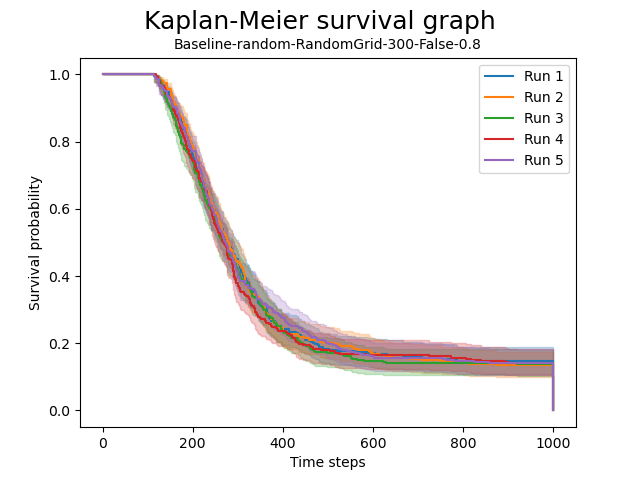 Kaplan-Meier survival graph
Baseline-random-RandomGrid-300-False-0.8
Run 1
Run 2
Run 3
Run 4
Run 5
Survival probability
1.0
0.8
0.6
0.4
0.2
0.0
0 200 400 600 800 1000
Time steps